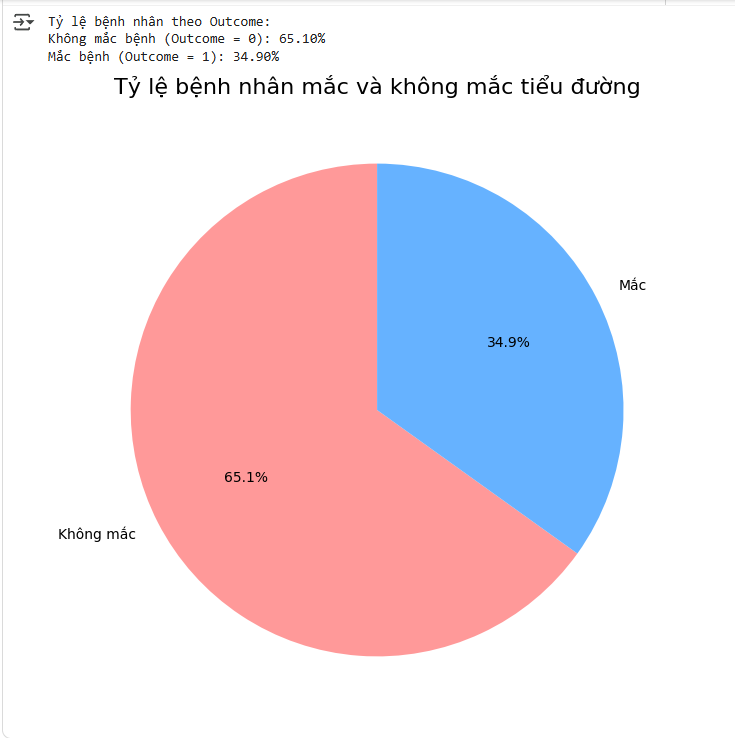 Tỷ lệ bệnh nhân theo Outcome:
Không mắc bệnh (Outcome = 0): 65.10%
Mắc bệnh (Outcome = 1): 34.90%
Tỷ lệ bệnh nhân mắc và không mắc tiểu đường
Mắc
34.9%
65.1%
Không mắc